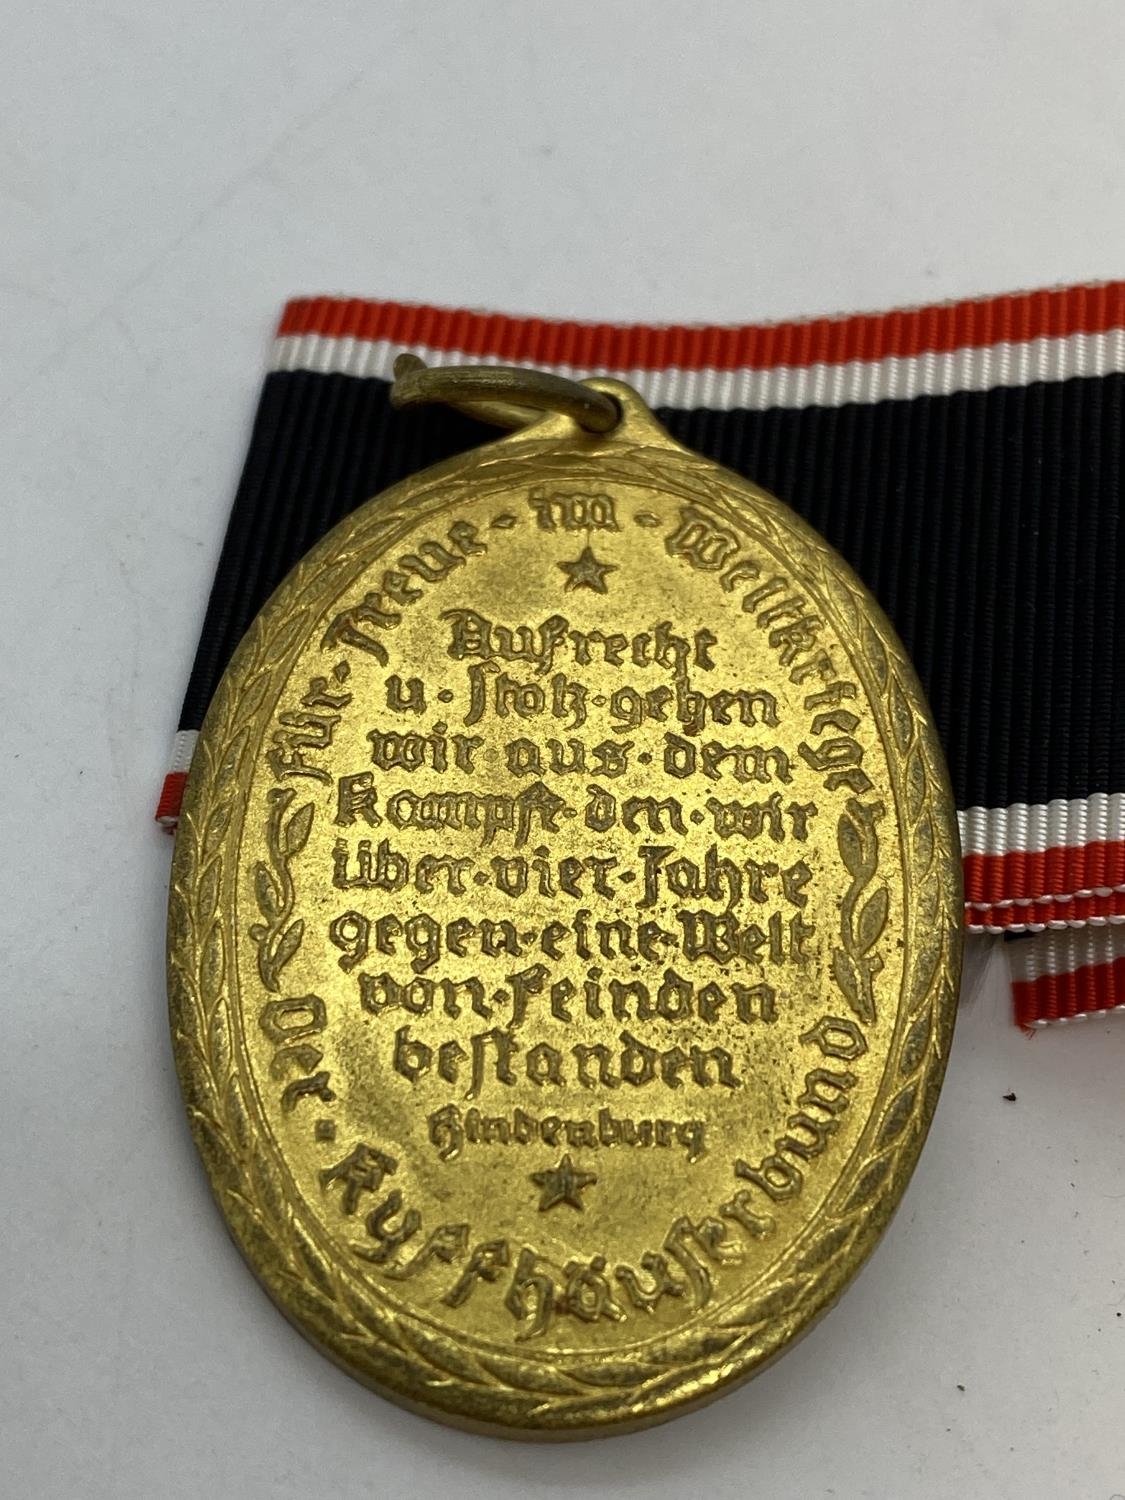 Für · Treue · im · Weltkriege
Aufrecht
u · stolz · gehen
wir · aus · dem
Kampfe · den · wir
über · vier · Jahre
gegen · eine · Welt
von · Feinden
bestanden
Hindenburg
Der · Kyffhäuserbund